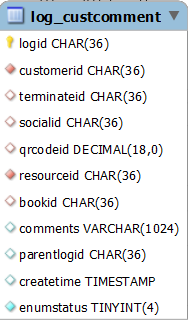 log_custcomment
logid CHAR(36)
customerid CHAR(36)
terminateid CHAR(36)
socialid CHAR(36)
qrcodeid DECIMAL(18,0)
resourceid CHAR(36)
bookid CHAR(36)
comments VARCHAR(1024)
parentlogid CHAR(36)
createtime TIMESTAMP
enumstatus TINYINT(4)